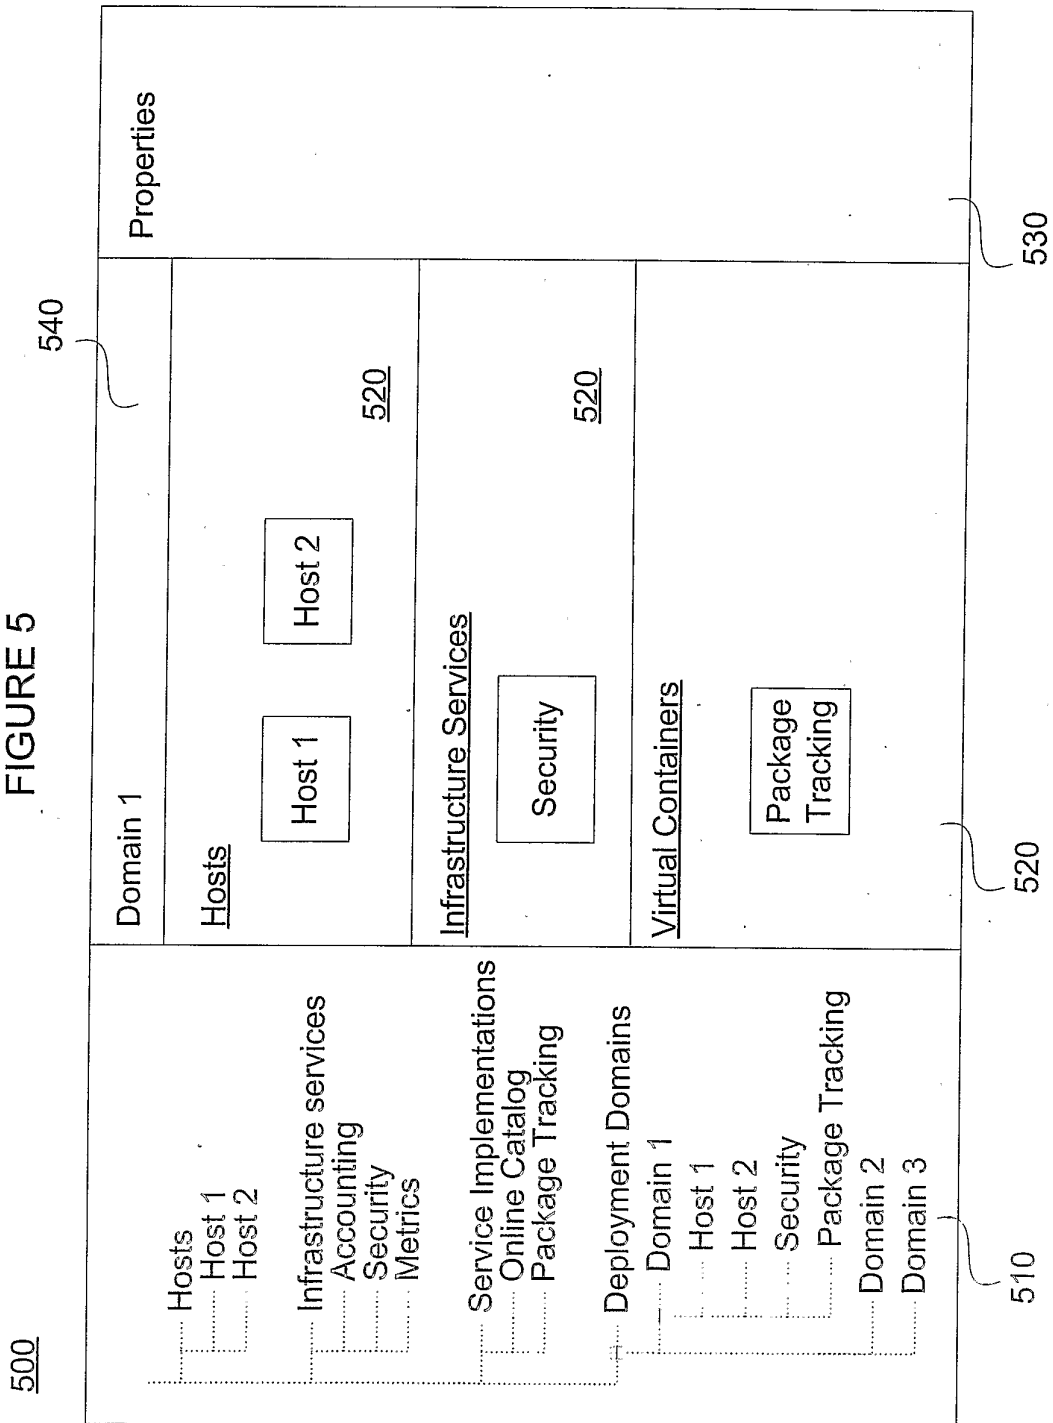 FIGURE 5
500
Hosts
Host 1
Host 2
Infrastructure services
Accounting
Security
Metrics
Service Implementations
Online Catalog
Package Tracking
Deployment Domains
Domain 1
Host 1
Host 2
Security
Package Tracking
Domain 2
Domain 3
510
Domain 1
540
Hosts
Host 1
Host 2
520
Infrastructure Services
Security
520
Virtual Containers
Package
Tracking
520
Properties
530